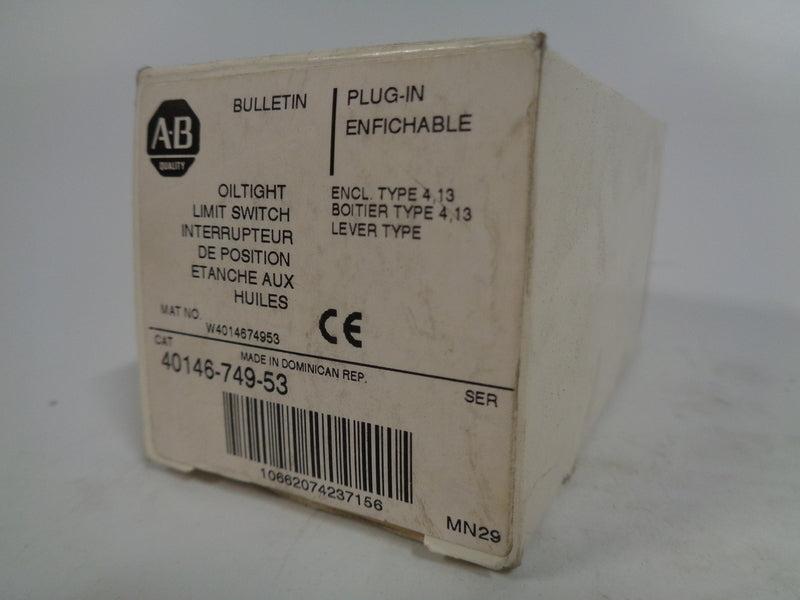 A-B
QUALITY
BULLETIN
PLUG-IN
ENFICHABLE
OILTIGHT
LIMIT SWITCH
INTERRUPTEUR
DE POSITION
ETANCHE AUX
HUILES
ENCL. TYPE 4,13
BOITIER TYPE 4,13
LEVER TYPE
MAT NO. W4014674953
CE
CAT 40146-749-53
MADE IN DOMINICAN REP.
SER
10662074237156
MN29